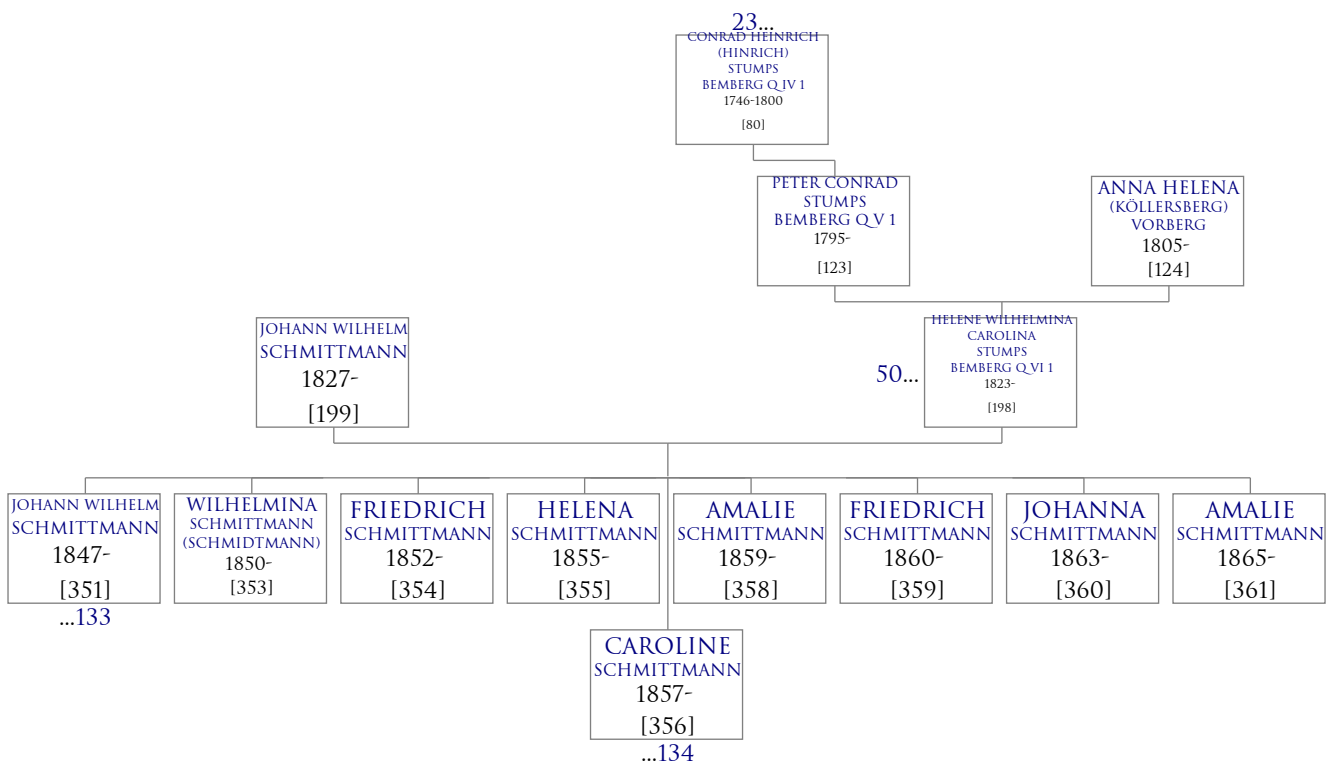 23...
CONRAD HEINRICH
(HINRICH)
STUMPS
BEMBERG Q IV 1
1746-1800
[80]
PETER CONRAD
STUMPS
BEMBERG Q V 1
1795-
[123]
ANNA HELENA
(KÖLLERSBERG)
VORBERG
1805-
[124]
JOHANN WILHELM
SCHMITTMANN
1827-
[199]
50...
HELENE WILHELMINA
CAROLINA
STUMPS
BEMBERG Q VI 1
1823-
[198]
JOHANN WILHELM
SCHMITTMANN
1847-
[351]
...133
WILHELMINA
SCHMITTMANN
(SCHMIDTMANN)
1850-
[353]
FRIEDRICH
SCHMITTMANN
1852-
[354]
HELENA
SCHMITTMANN
1855-
[355]
AMALIE
SCHMITTMANN
1859-
[358]
FRIEDRICH
SCHMITTMANN
1860-
[359]
JOHANNA
SCHMITTMANN
1863-
[360]
AMALIE
SCHMITTMANN
1865-
[361]
CAROLINE
SCHMITTMANN
1857-
[356]
...134